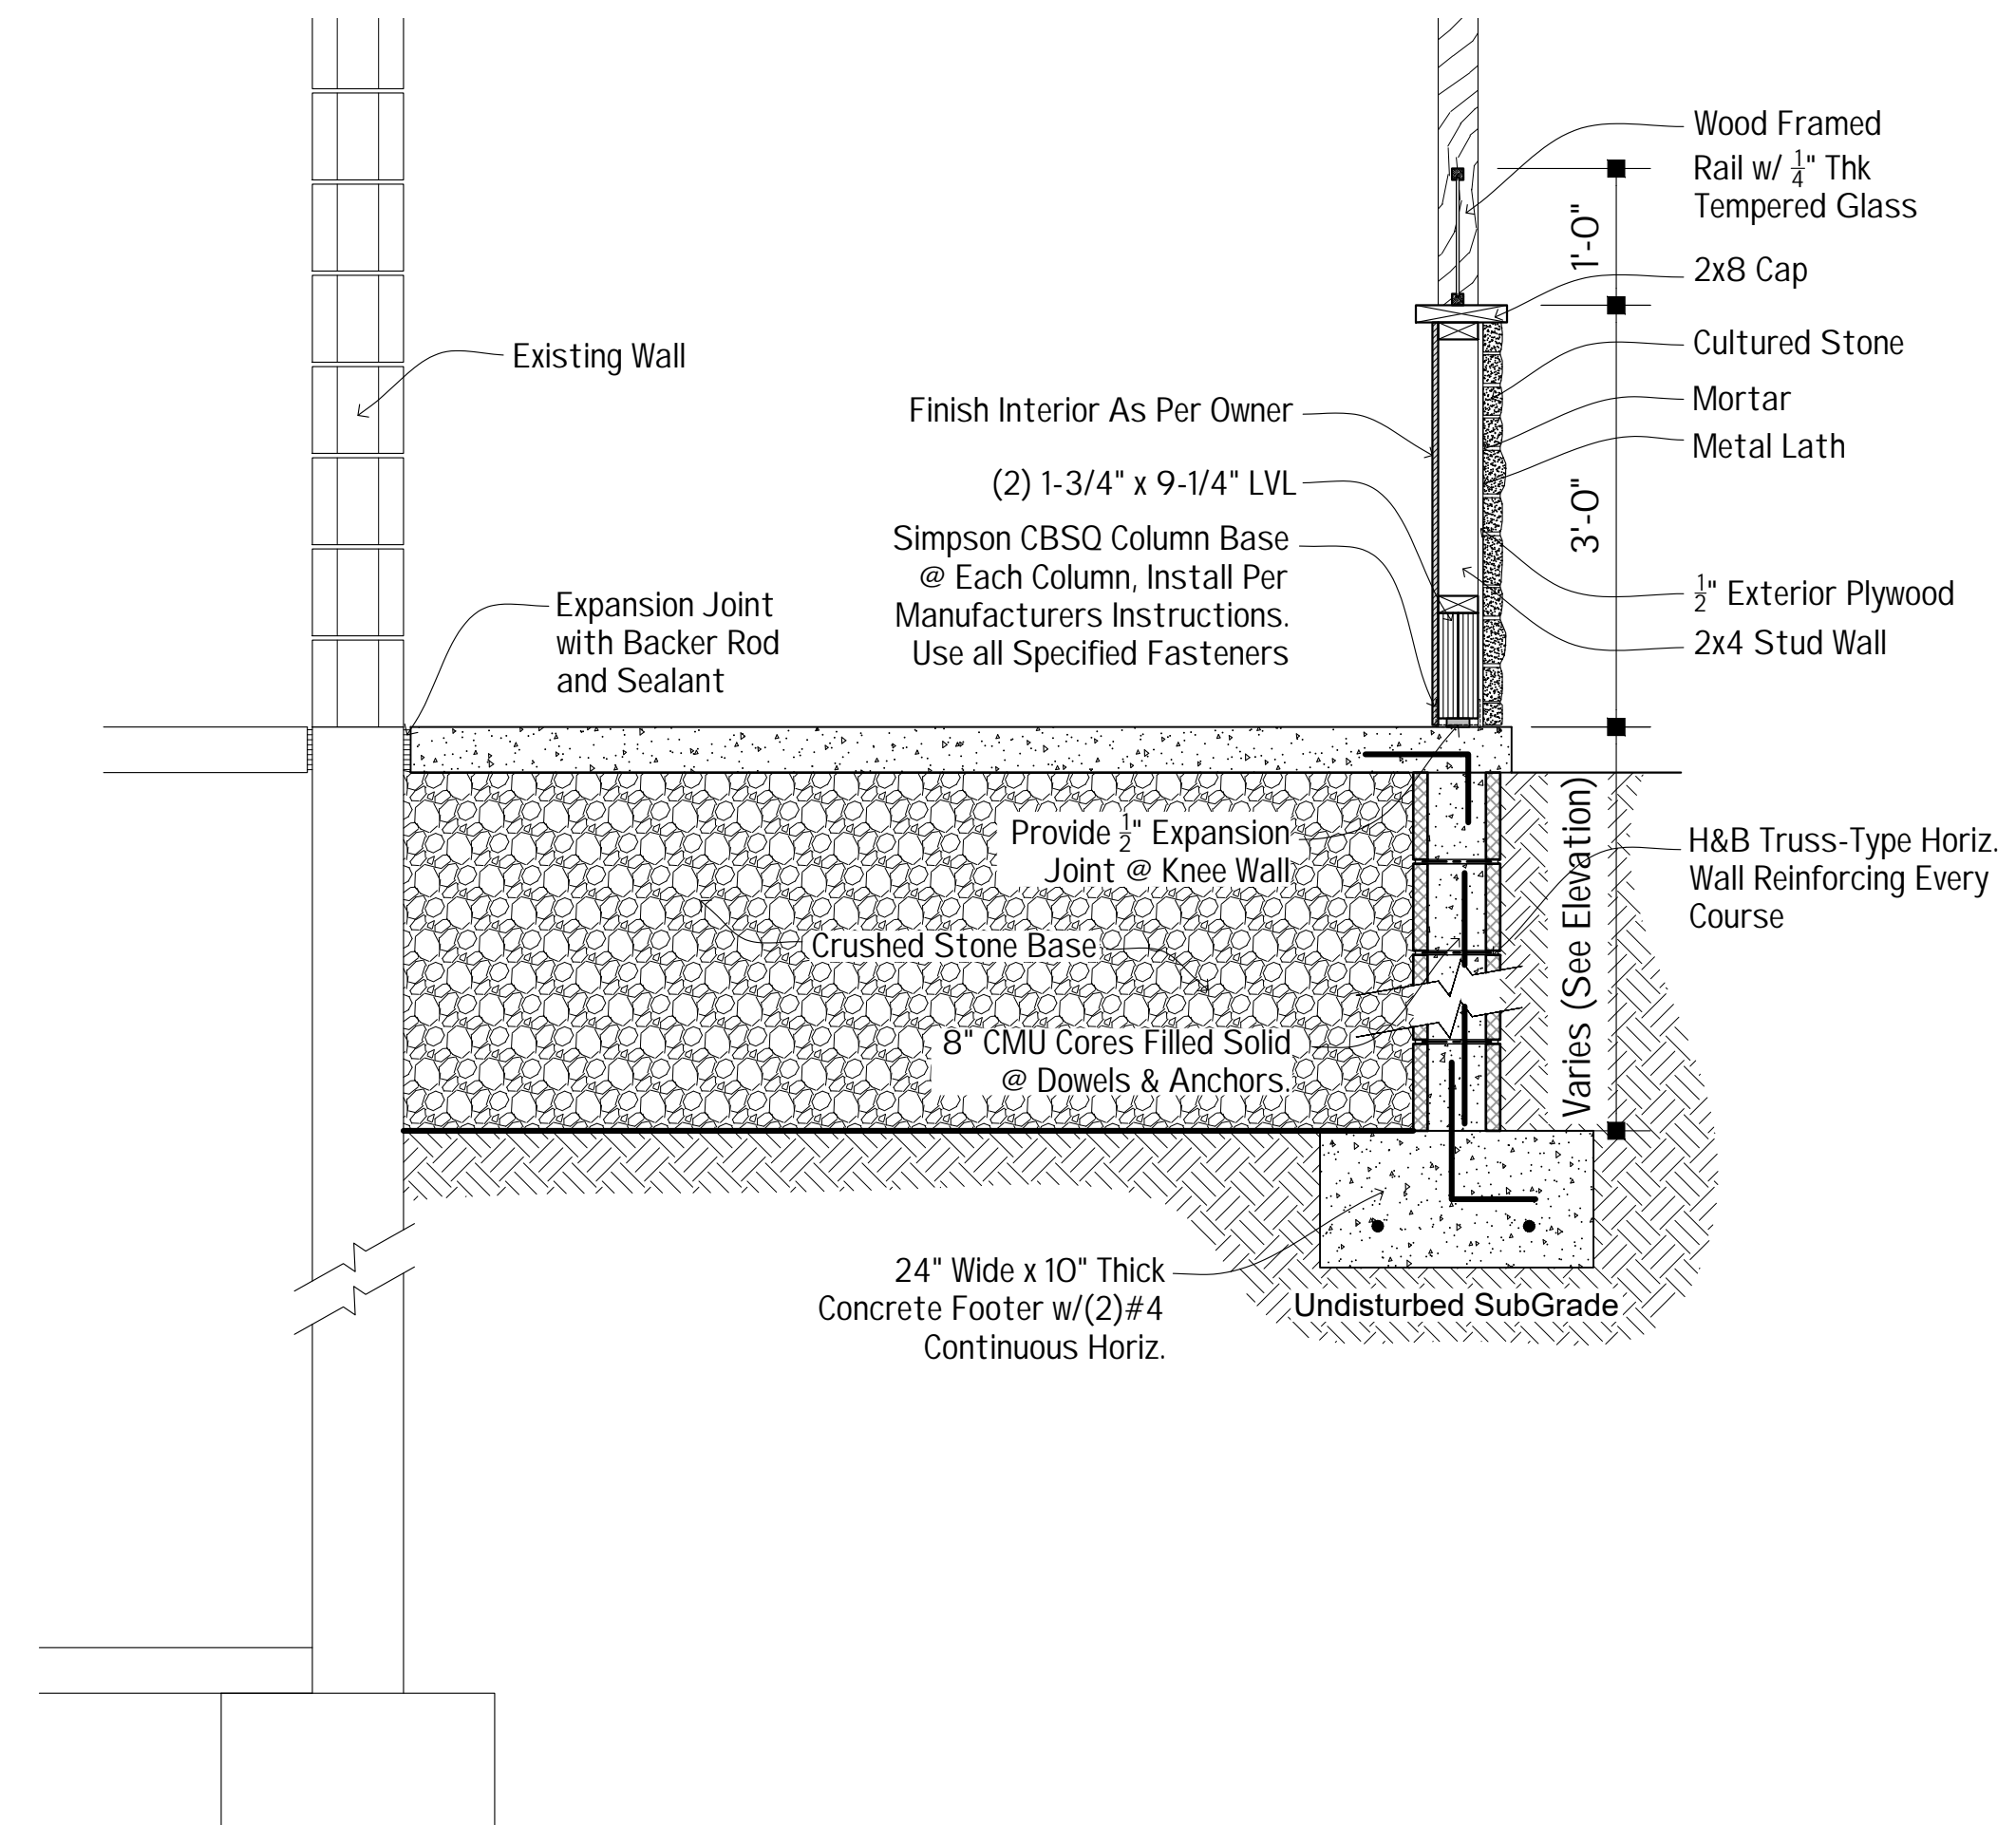 Wood Framed
Rail w/ 1/4" Thk
Tempered Glass
1'-0"
2x8 Cap
Cultured Stone
Existing Wall
Mortar
Finish Interior As Per Owner
Metal Lath
(2) 1-3/4" x 9-1/4" LVL
3'-0"
Simpson CBSQ Column Base
@ Each Column, Install Per
Manufacturers Instructions.
Use all Specified Fasteners
1/2" Exterior Plywood
2x4 Stud Wall
Expansion Joint
with Backer Rod
and Sealant
Provide 1/2" Expansion
Joint @ Knee Wall
Varies (See Elevation)
H&B Truss-Type Horiz.
Wall Reinforcing Every
Course
Crushed Stone Base
8" CMU Cores Filled Solid
@ Dowels & Anchors.
24" Wide x 10" Thick
Concrete Footer w/(2)#4
Continuous Horiz.
Undisturbed SubGrade